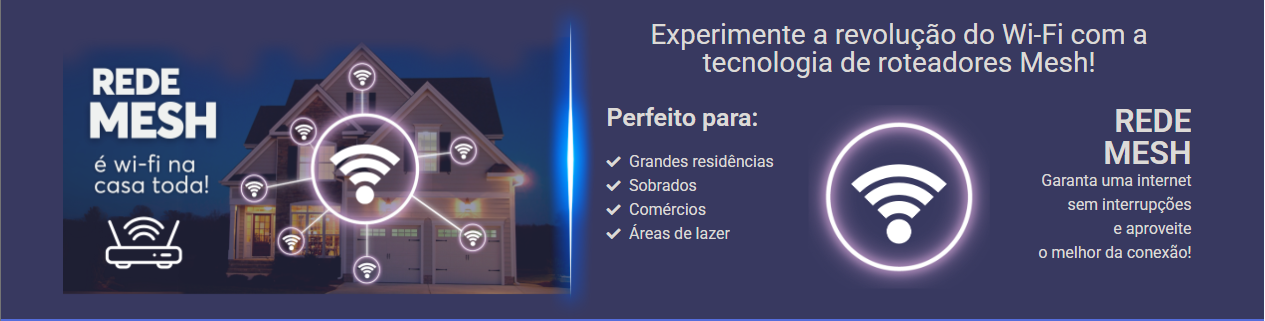 REDE
MESH
é wi-fi na
casa toda!
Experimente a revolução do Wi-Fi com a
tecnologia de roteadores Mesh!
Perfeito para:
Grandes residências
Sobrados
Comércios
Áreas de lazer
REDE
MESH
Garanta uma internet
sem interrupções
e aproveite
o melhor da conexão!